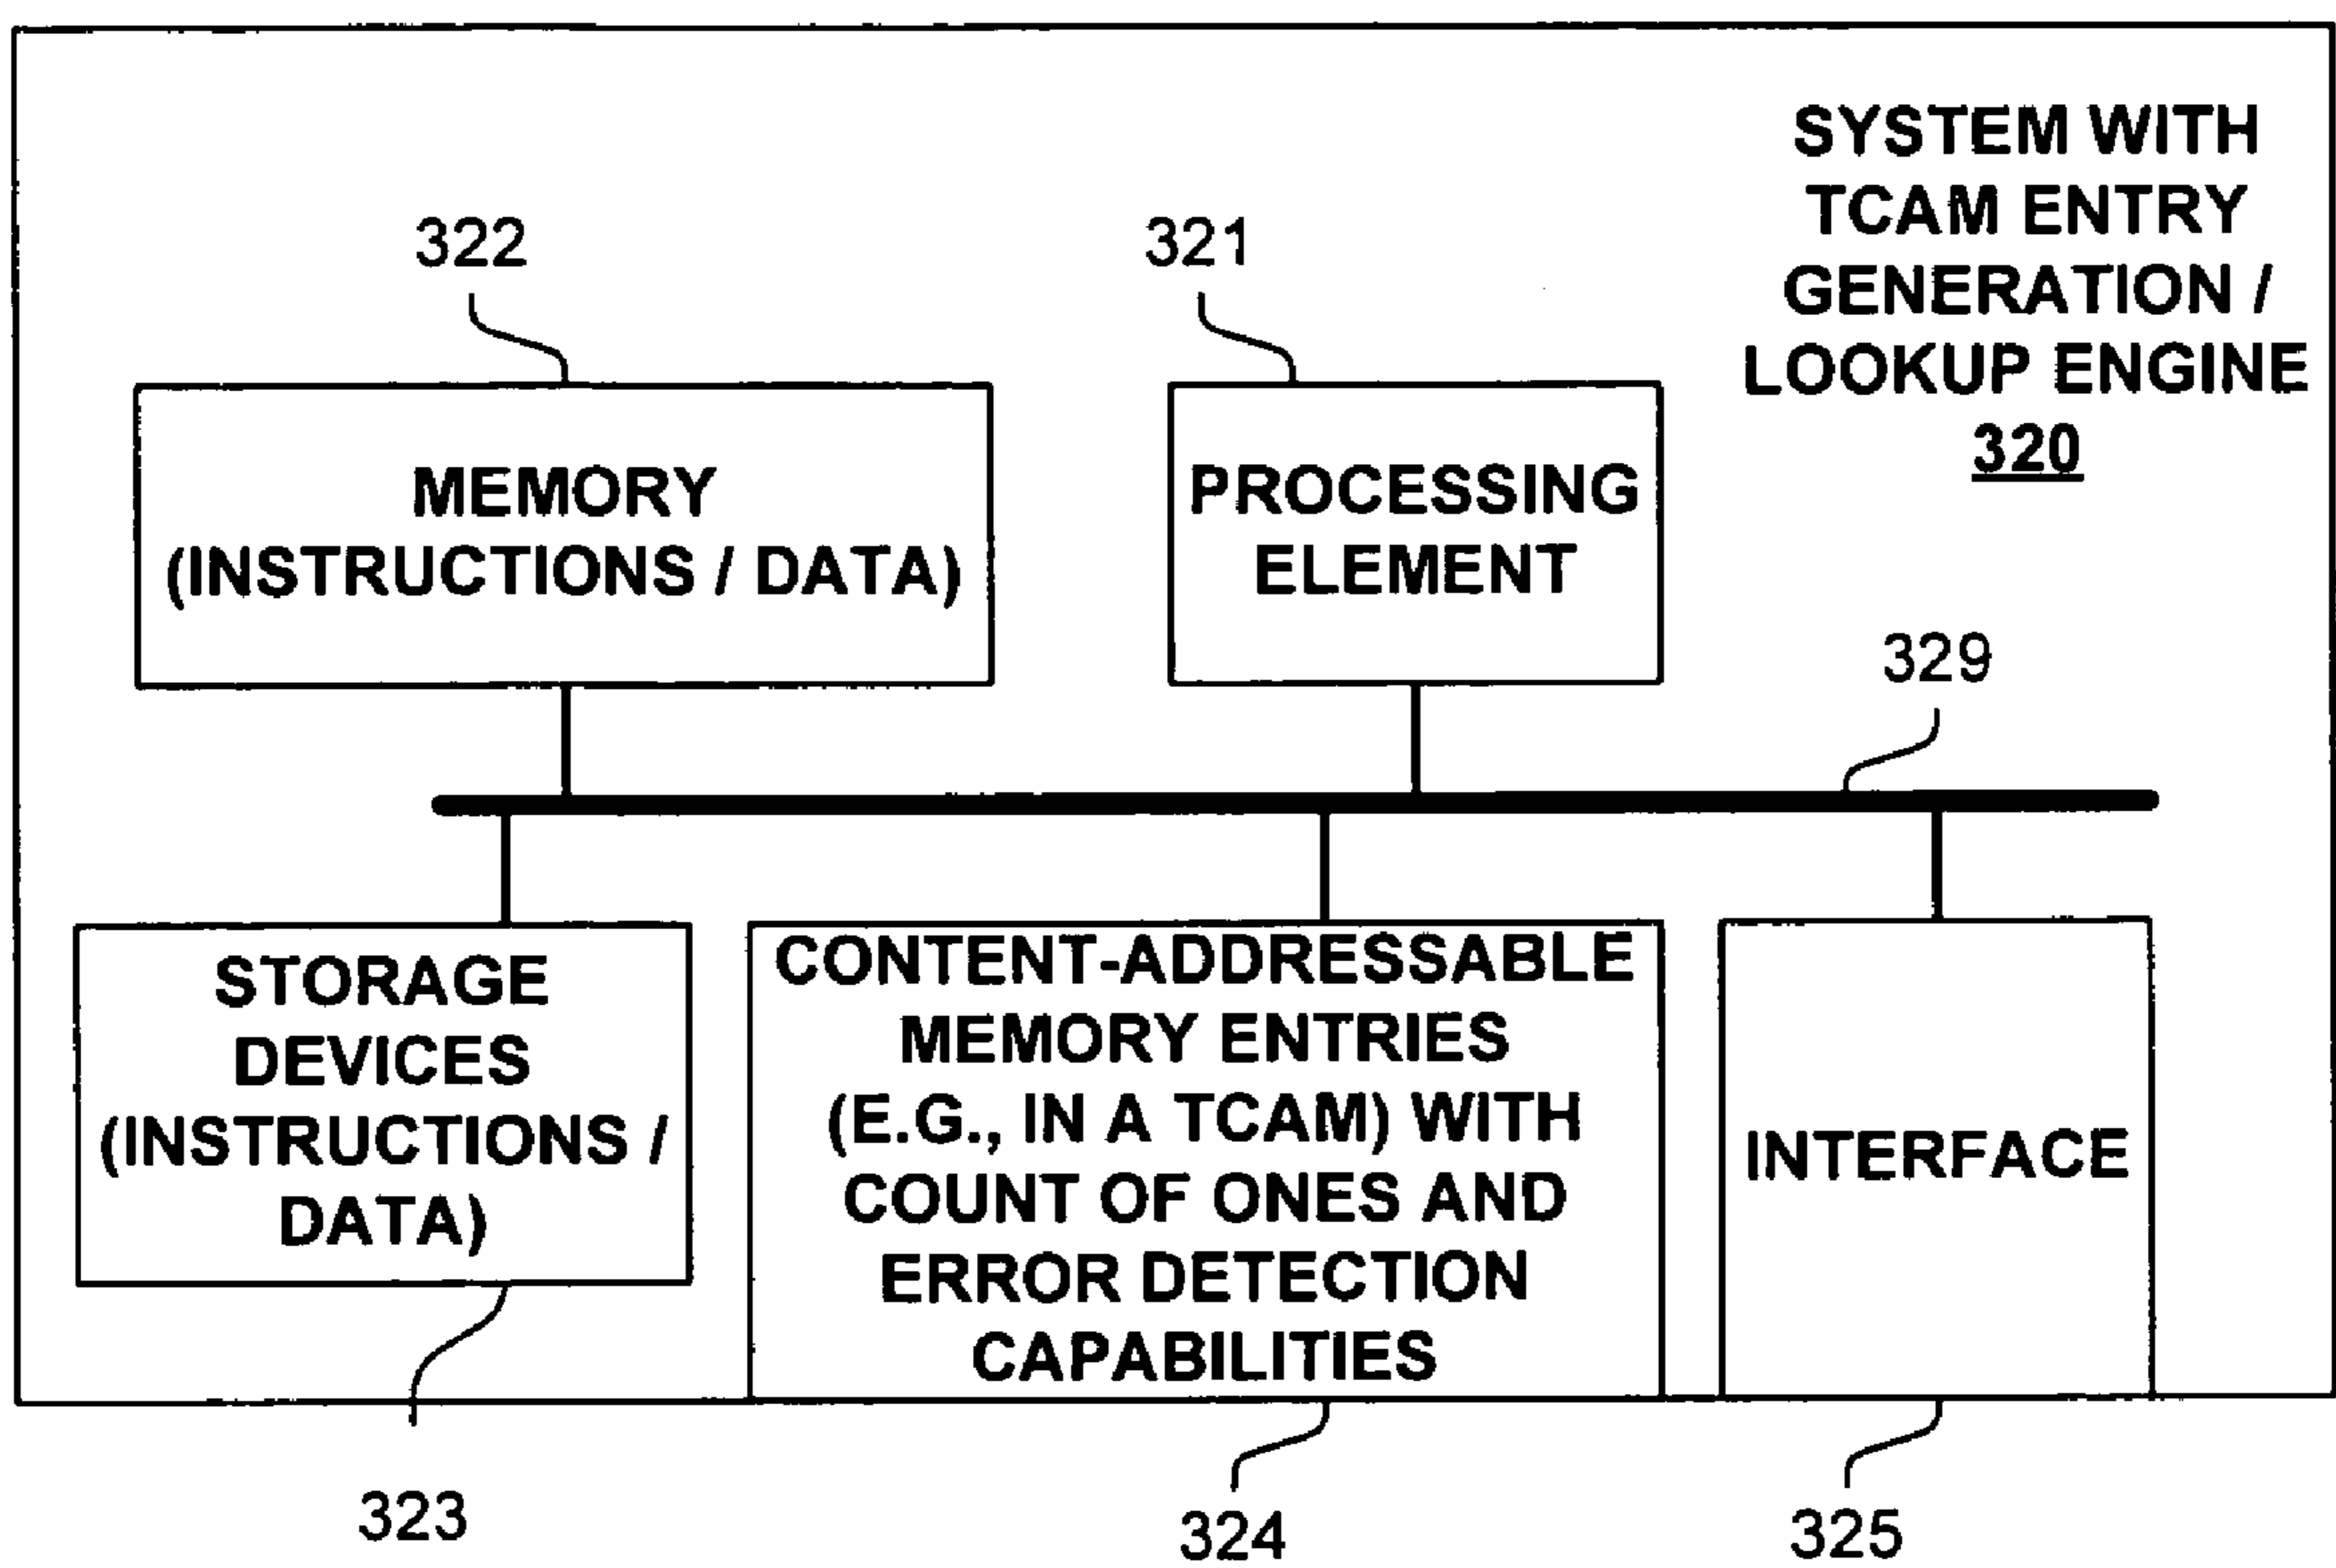 SYSTEM WITH
TCAM ENTRY
GENERATION /
LOOKUP ENGINE
320
322
321
MEMORY
(INSTRUCTIONS / DATA)
PROCESSING
ELEMENT
329
STORAGE
DEVICES
(INSTRUCTIONS /
DATA)
CONTENT-ADDRESSABLE
MEMORY ENTRIES
(E.G., IN A TCAM) WITH
COUNT OF ONES AND
ERROR DETECTION
CAPABILITIES
INTERFACE
323
324
325